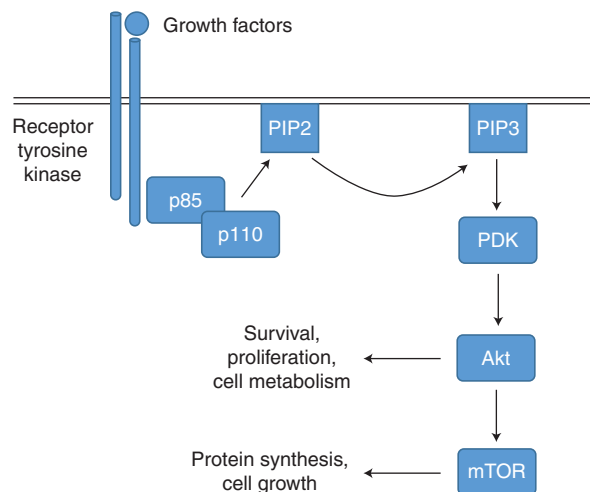 Growth factors
Receptor
tyrosine
kinase
PIP2
PIP3
p85
p110
PDK
Survival,
proliferation,
cell metabolism
Akt
Protein synthesis,
cell growth
mTOR